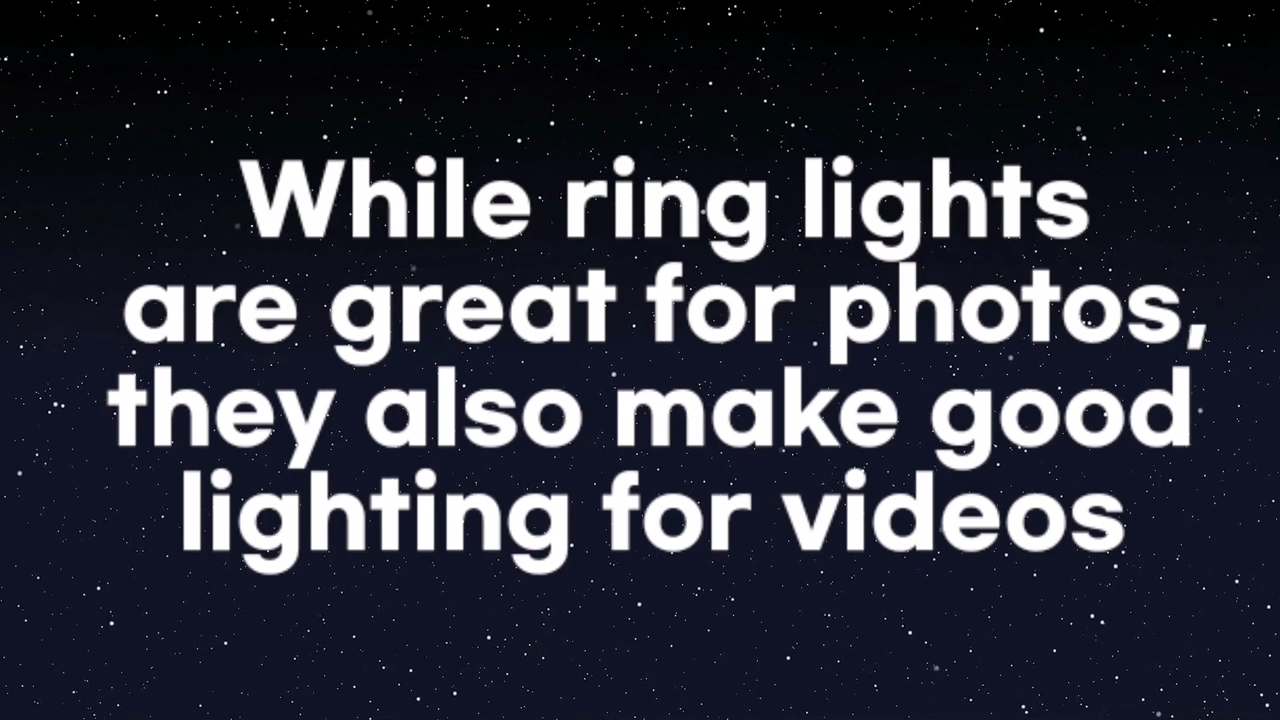 While ring lights
are great for photos,
they also make good
lighting for videos